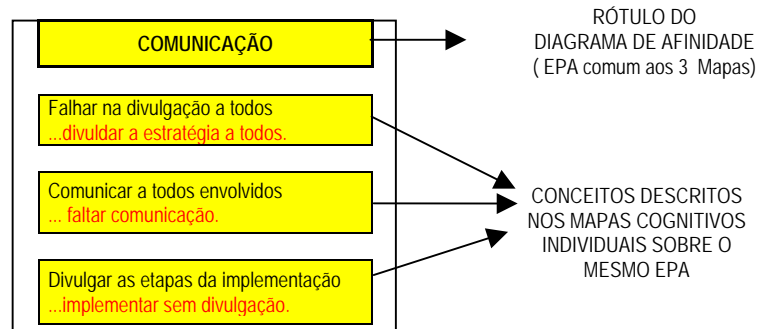 COMUNICAÇÃO
RÓTULO DO
DIAGRAMA DE AFINIDADE
( EPA comum aos 3 Mapas)
Falhar na divulgação a todos
...divuldar a estratégia a todos.
Comunicar a todos envolvidos
... faltar comunicação.
Divulgar as etapas da implementação
...implementar sem divulgação.
CONCEITOS DESCRITOS
NOS MAPAS COGNITIVOS
INDIVIDUAIS SOBRE O
MESMO EPA